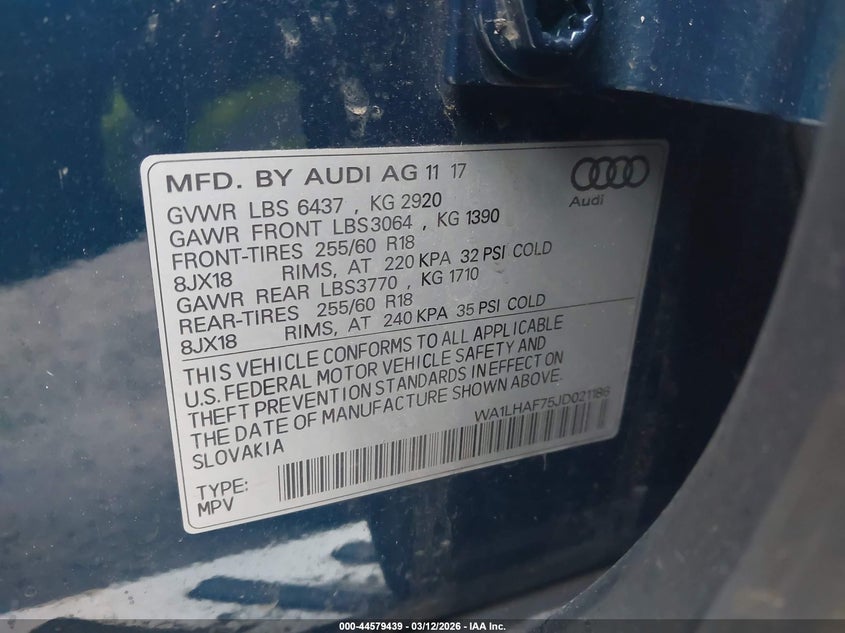 MFD. BY AUDI AG 11 17
Audi
GVWR LBS 6437 , KG 2920
GAWR FRONT LBS3064 , KG 1390
FRONT-TIRES 255/60 R18
8JX18 RIMS, AT 220 KPA 32 PSI COLD
GAWR REAR LBS3770 , KG 1710
REAR-TIRES 255/60 R18
8JX18 RIMS, AT 240 KPA 35 PSI COLD
THIS VEHICLE CONFORMS TO ALL APPLICABLE
U.S. FEDERAL MOTOR VEHICLE SAFETY AND
THEFT PREVENTION STANDARDS IN EFFECT ON
THE DATE OF MANUFACTURE SHOWN ABOVE.
SLOVAKIA
WA1LHAF75JD021186
TYPE:
MPV
000-44579439 - 03/12/2026 - IAA Inc.